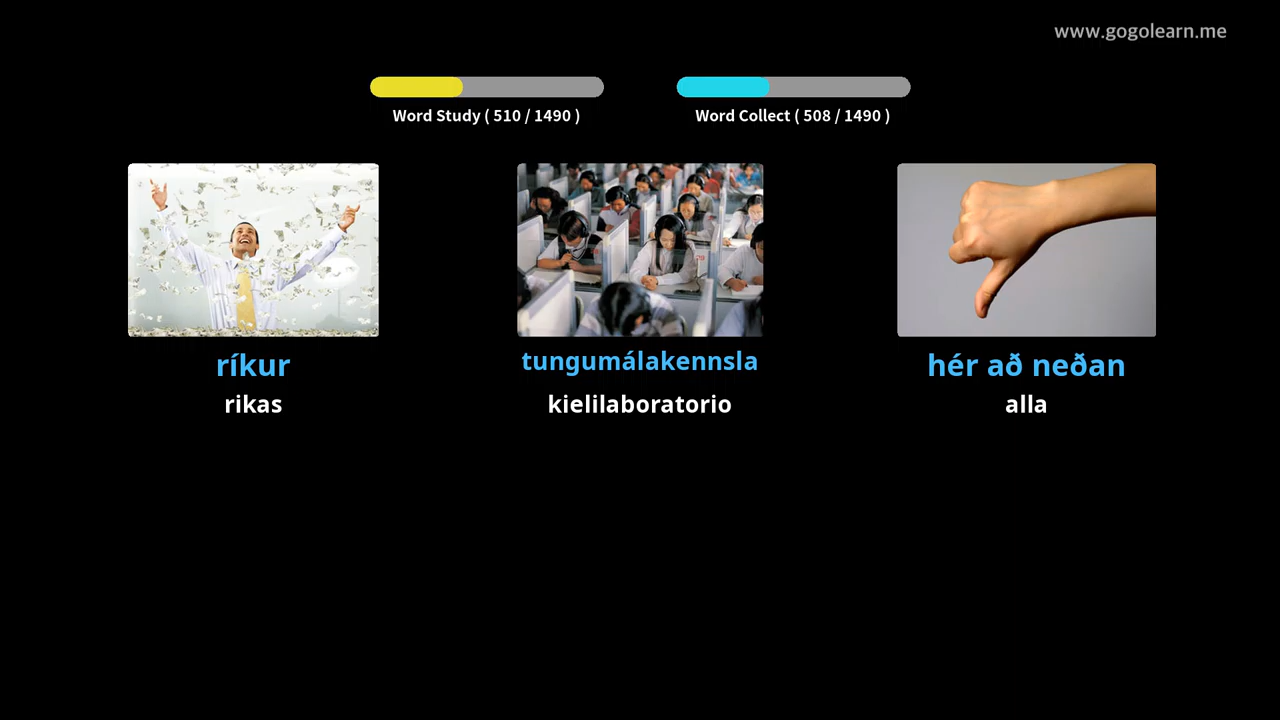 www.gogolearn.me
Word Study ( 510 / 1490 )
Word Collect ( 508 / 1490 )
ríkur
rikas
tungumálakennsla
kielilaboratorio
hér að neðan
alla